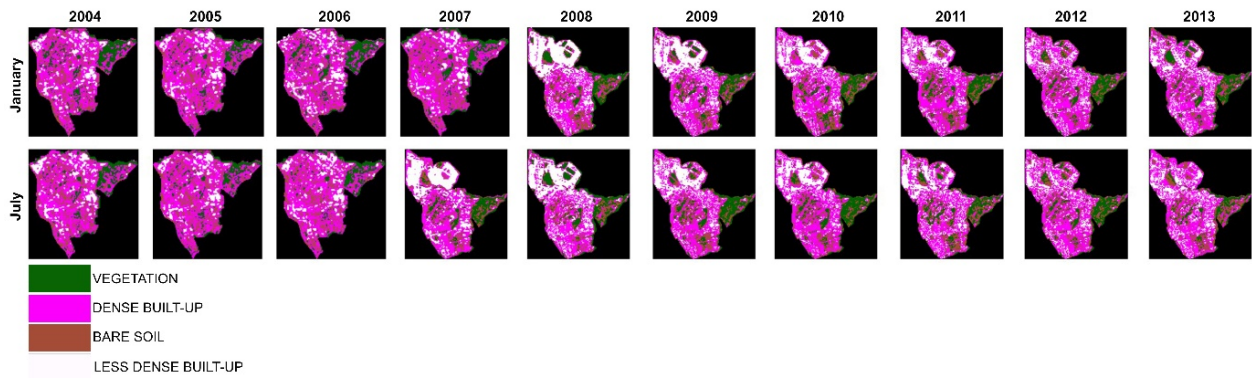 2004 2005 2006 2007 2008 2009 2010 2011 2012 2013
January
July
VEGETATION
DENSE BUILT-UP
BARE SOIL
LESS DENSE BUILT-UP